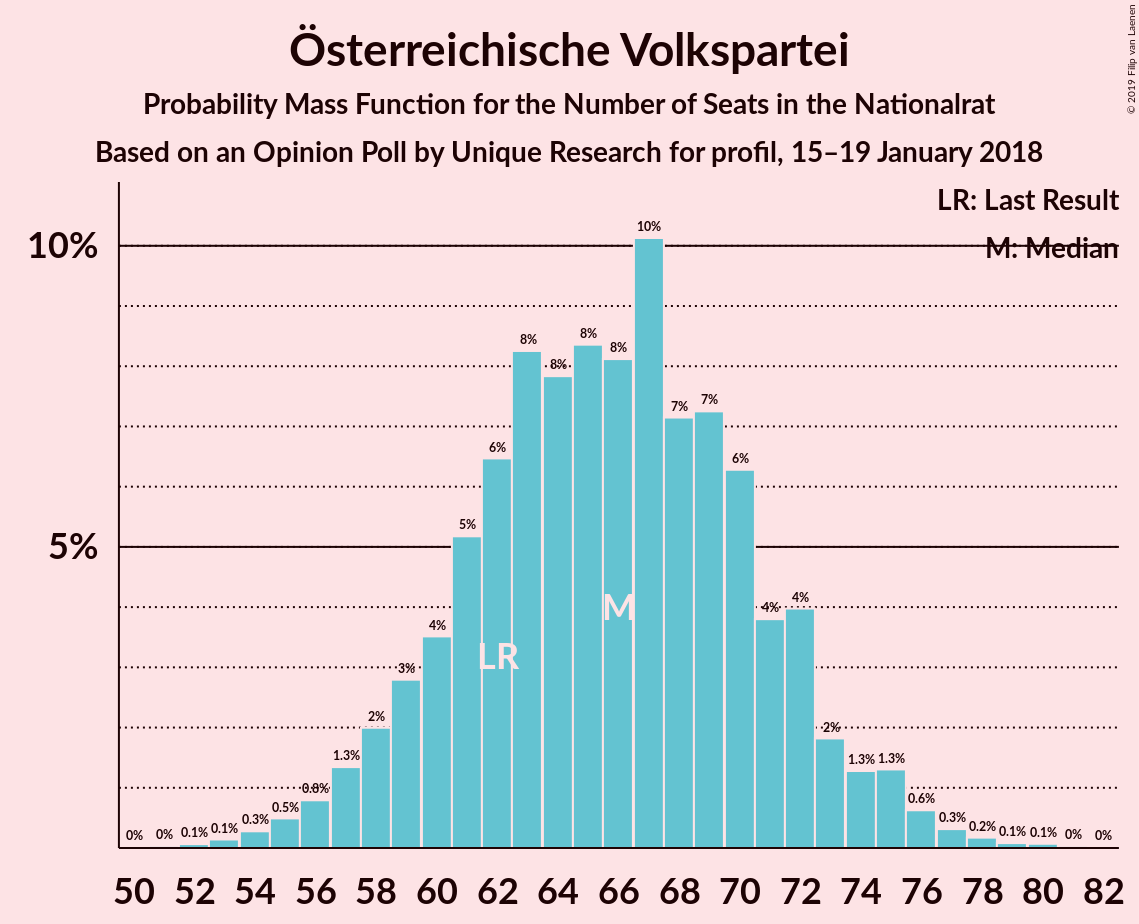 Österreichische Volkspartei
Probability Mass Function for the Number of Seats in the Nationalrat
Based on an Opinion Poll by Unique Research for profil, 15–19 January 2018
© 2019 Filip van Laenen
LR: Last Result
M: Median
10%
5%
0% 0% 0.1% 0.1% 0.3% 0.5% 0.8% 1.3% 2% 3% 4% 5% 6% 8% 8% 8% 8% 10% 7% 7% 6% 4% 4% 2% 1.3% 1.3% 0.6% 0.3% 0.2% 0.1% 0.1% 0% 0%
LR
M
50 52 54 56 58 60 62 64 66 68 70 72 74 76 78 80 82